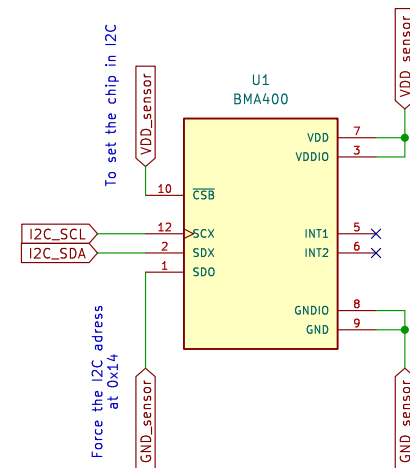 To set the chip in I2C
VDD_sensor
U1
BMA400
VDD_sensor
7
VDD
3
VDDIO
10
CSB
I2C_SCL
12
SCX
I2C_SDA
2
SDX
1
SDO
INT1
5
INT2
6
GNDIO
8
GND
9
Force the I2C adress
at 0x14
GND_sensor
GND_sensor